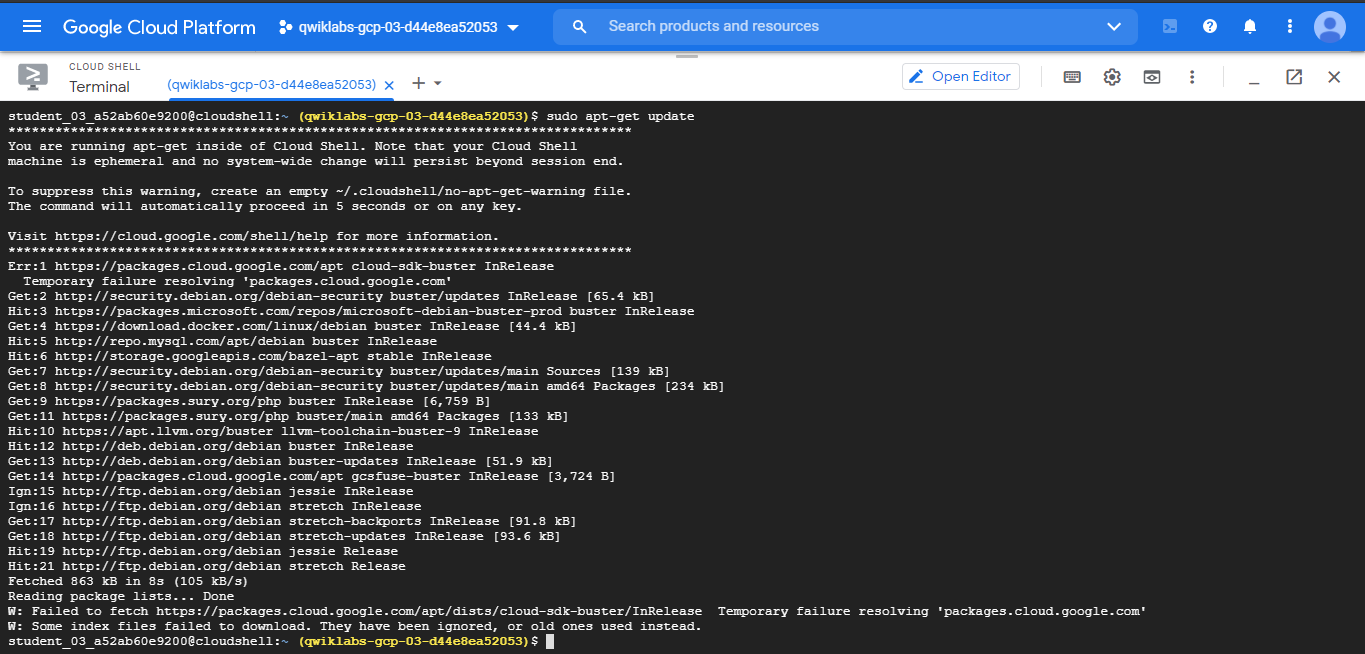 Google Cloud Platform
qwiklabs-gcp-03-d44e8ea52053
Search products and resources
CLOUD SHELL
Terminal
(qwiklabs-gcp-03-d44e8ea52053)
Open Editor
student_03_a52ab60e9200@cloudshell:~ (qwiklabs-gcp-03-d44e8ea52053)$ sudo apt-get update
********************************************************************************
You are running apt-get inside of Cloud Shell. Note that your Cloud Shell
machine is ephemeral and no system-wide change will persist beyond session end.
To suppress this warning, create an empty ~/.cloudshell/no-apt-get-warning file.
The command will automatically proceed in 5 seconds or on any key.
Visit https://cloud.google.com/shell/help for more information.
********************************************************************************
Err:1 https://packages.cloud.google.com/apt cloud-sdk-buster InRelease
  Temporary failure resolving 'packages.cloud.google.com'
Get:2 http://security.debian.org/debian-security buster/updates InRelease [65.4 kB]
Hit:3 https://packages.microsoft.com/repos/microsoft-debian-buster-prod buster InRelease
Get:4 https://download.docker.com/linux/debian buster InRelease [44.4 kB]
Hit:5 http://repo.mysql.com/apt/debian buster InRelease
Hit:6 http://storage.googleapis.com/bazel-apt stable InRelease
Get:7 http://security.debian.org/debian-security buster/updates/main Sources [139 kB]
Get:8 http://security.debian.org/debian-security buster/updates/main amd64 Packages [234 kB]
Get:9 https://packages.sury.org/php buster InRelease [6,759 B]
Get:11 https://packages.sury.org/php buster/main amd64 Packages [133 kB]
Hit:10 https://apt.llvm.org/buster llvm-toolchain-buster-9 InRelease
Hit:12 http://deb.debian.org/debian buster InRelease
Get:13 http://deb.debian.org/debian buster-updates InRelease [51.9 kB]
Get:14 http://packages.cloud.google.com/apt gcsfuse-buster InRelease [3,724 B]
Ign:15 http://ftp.debian.org/debian jessie InRelease
Ign:16 http://ftp.debian.org/debian stretch InRelease
Get:17 http://ftp.debian.org/debian stretch-backports InRelease [91.8 kB]
Get:18 http://ftp.debian.org/debian stretch-updates InRelease [93.6 kB]
Hit:19 http://ftp.debian.org/debian jessie Release
Hit:21 http://ftp.debian.org/debian stretch Release
Fetched 863 kB in 8s (105 kB/s)
Reading package lists... Done
W: Failed to fetch https://packages.cloud.google.com/apt/dists/cloud-sdk-buster/InRelease  Temporary failure resolving 'packages.cloud.google.com'
W: Some index files failed to download. They have been ignored, or old ones used instead.
student_03_a52ab60e9200@cloudshell:~ (qwiklabs-gcp-03-d44e8ea52053)$